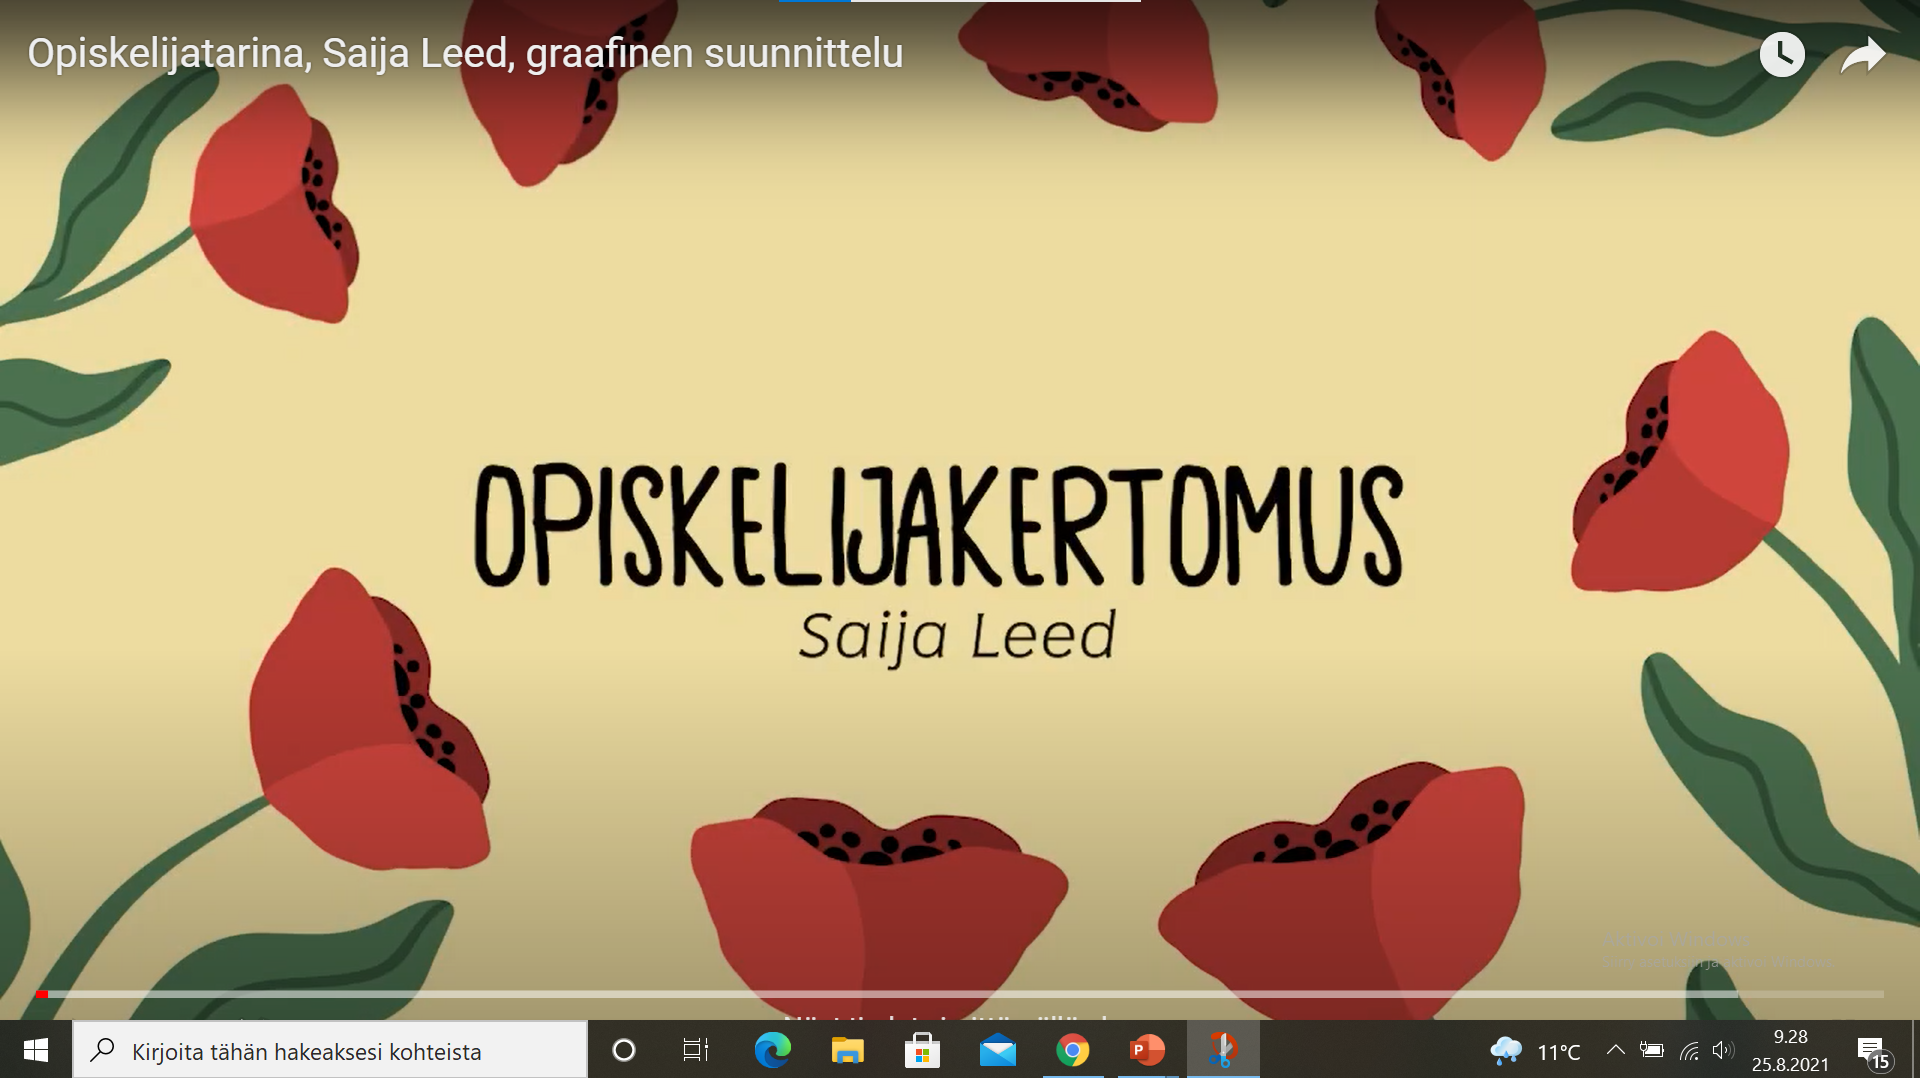 Opiskelijatarina, Saija Leed, graafinen suunnittelu
OPISKELIJAKERTOMUS
Saija Leed
Kirjoita tähän hakeaksesi kohteista
P
11°C
9.28
25.8.2021
15